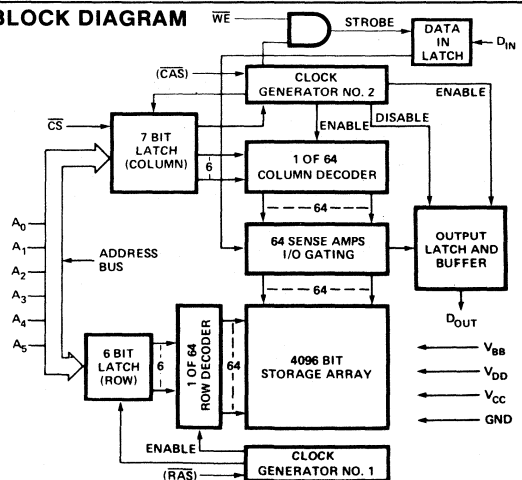 BLOCK DIAGRAM
WE
STROBE
DATA
IN
LATCH
DIN
(CAS)
CLOCK
GENERATOR NO. 2
ENABLE
DISABLE
ENABLE
CS
7 BIT
LATCH
(COLUMN)
6
1 OF 64
COLUMN DECODER
64
A0
A1
A2
A3
A4
A5
ADDRESS
BUS
64 SENSE AMPS
I/O GATING
OUTPUT
LATCH AND
BUFFER
64
DOUT
6 BIT
LATCH
(ROW)
6
1 OF 64
ROW DECODER
64
4096 BIT
STORAGE ARRAY
VBB
VDD
VCC
GND
ENABLE
(RAS)
CLOCK
GENERATOR NO. 1